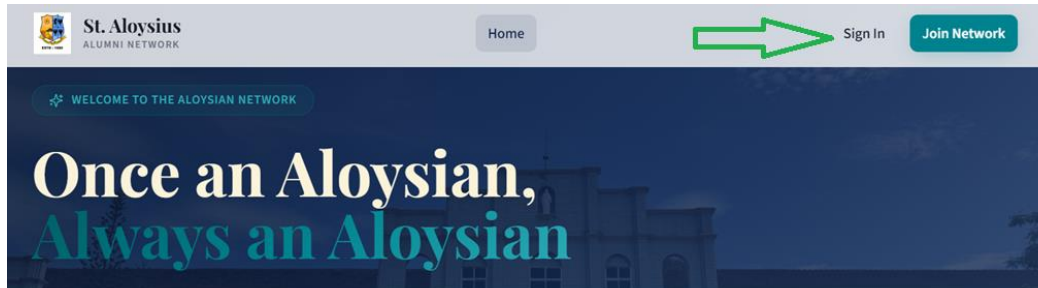 St. Aloysius
ALUMNI NETWORK
Home
Sign In
Join Network
WELCOME TO THE ALOYSIAN NETWORK
Once an Aloysian,
Always an Aloysian